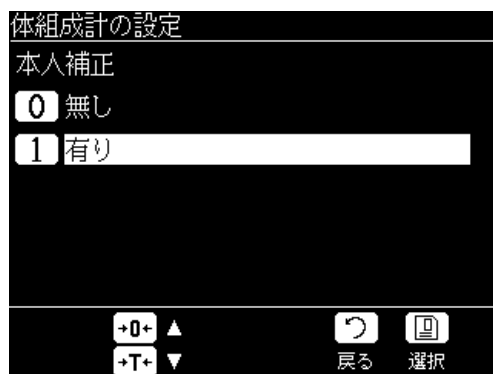 体組成計の設定
本人補正
0 無し
1 有り
→0← ▲
→T← ▼
戻る 選択